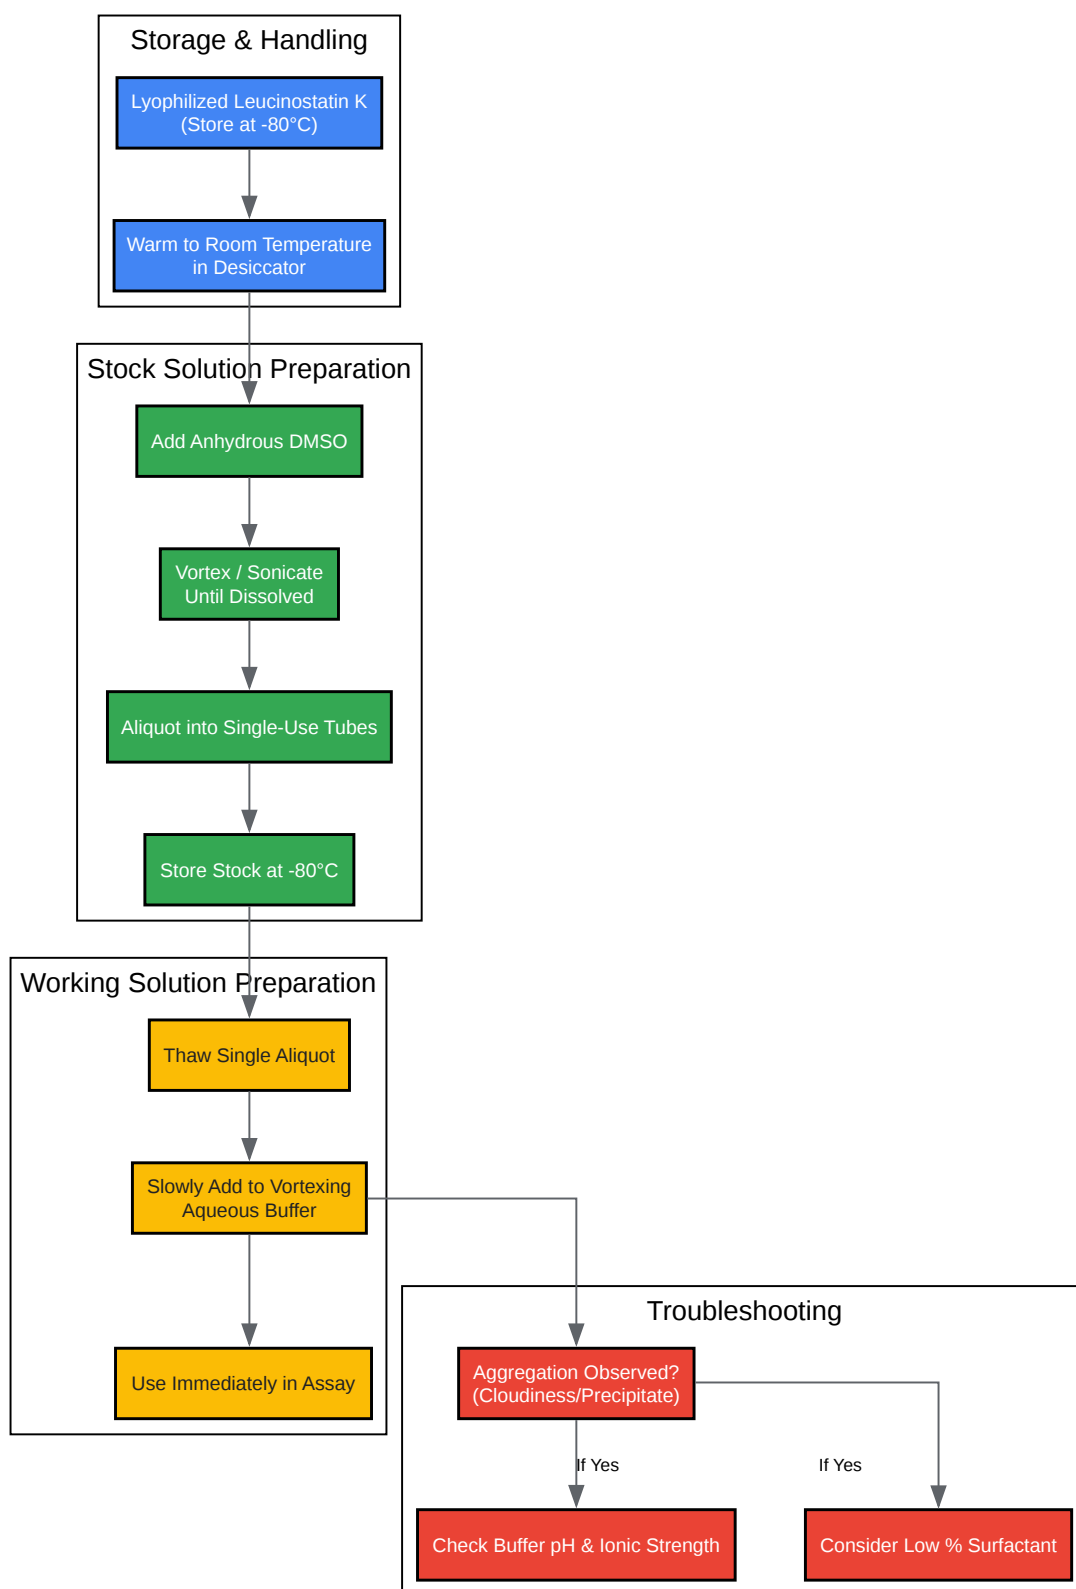 Storage & Handling
Lyophilized Leucinostatin K
(Store at -80°C)
Warm to Room Temperature
in Desiccator
Stock Solution Preparation
Add Anhydrous DMSO
Vortex / Sonicate
Until Dissolved
Aliquot into Single-Use Tubes
Store Stock at -80°C
Working Solution Preparation
Thaw Single Aliquot
Slowly Add to Vortexing
Aqueous Buffer
Use Immediately in Assay
Troubleshooting
Aggregation Observed?
(Cloudiness/Precipitate)
If Yes
If Yes
Check Buffer pH & Ionic Strength
Consider Low % Surfactant